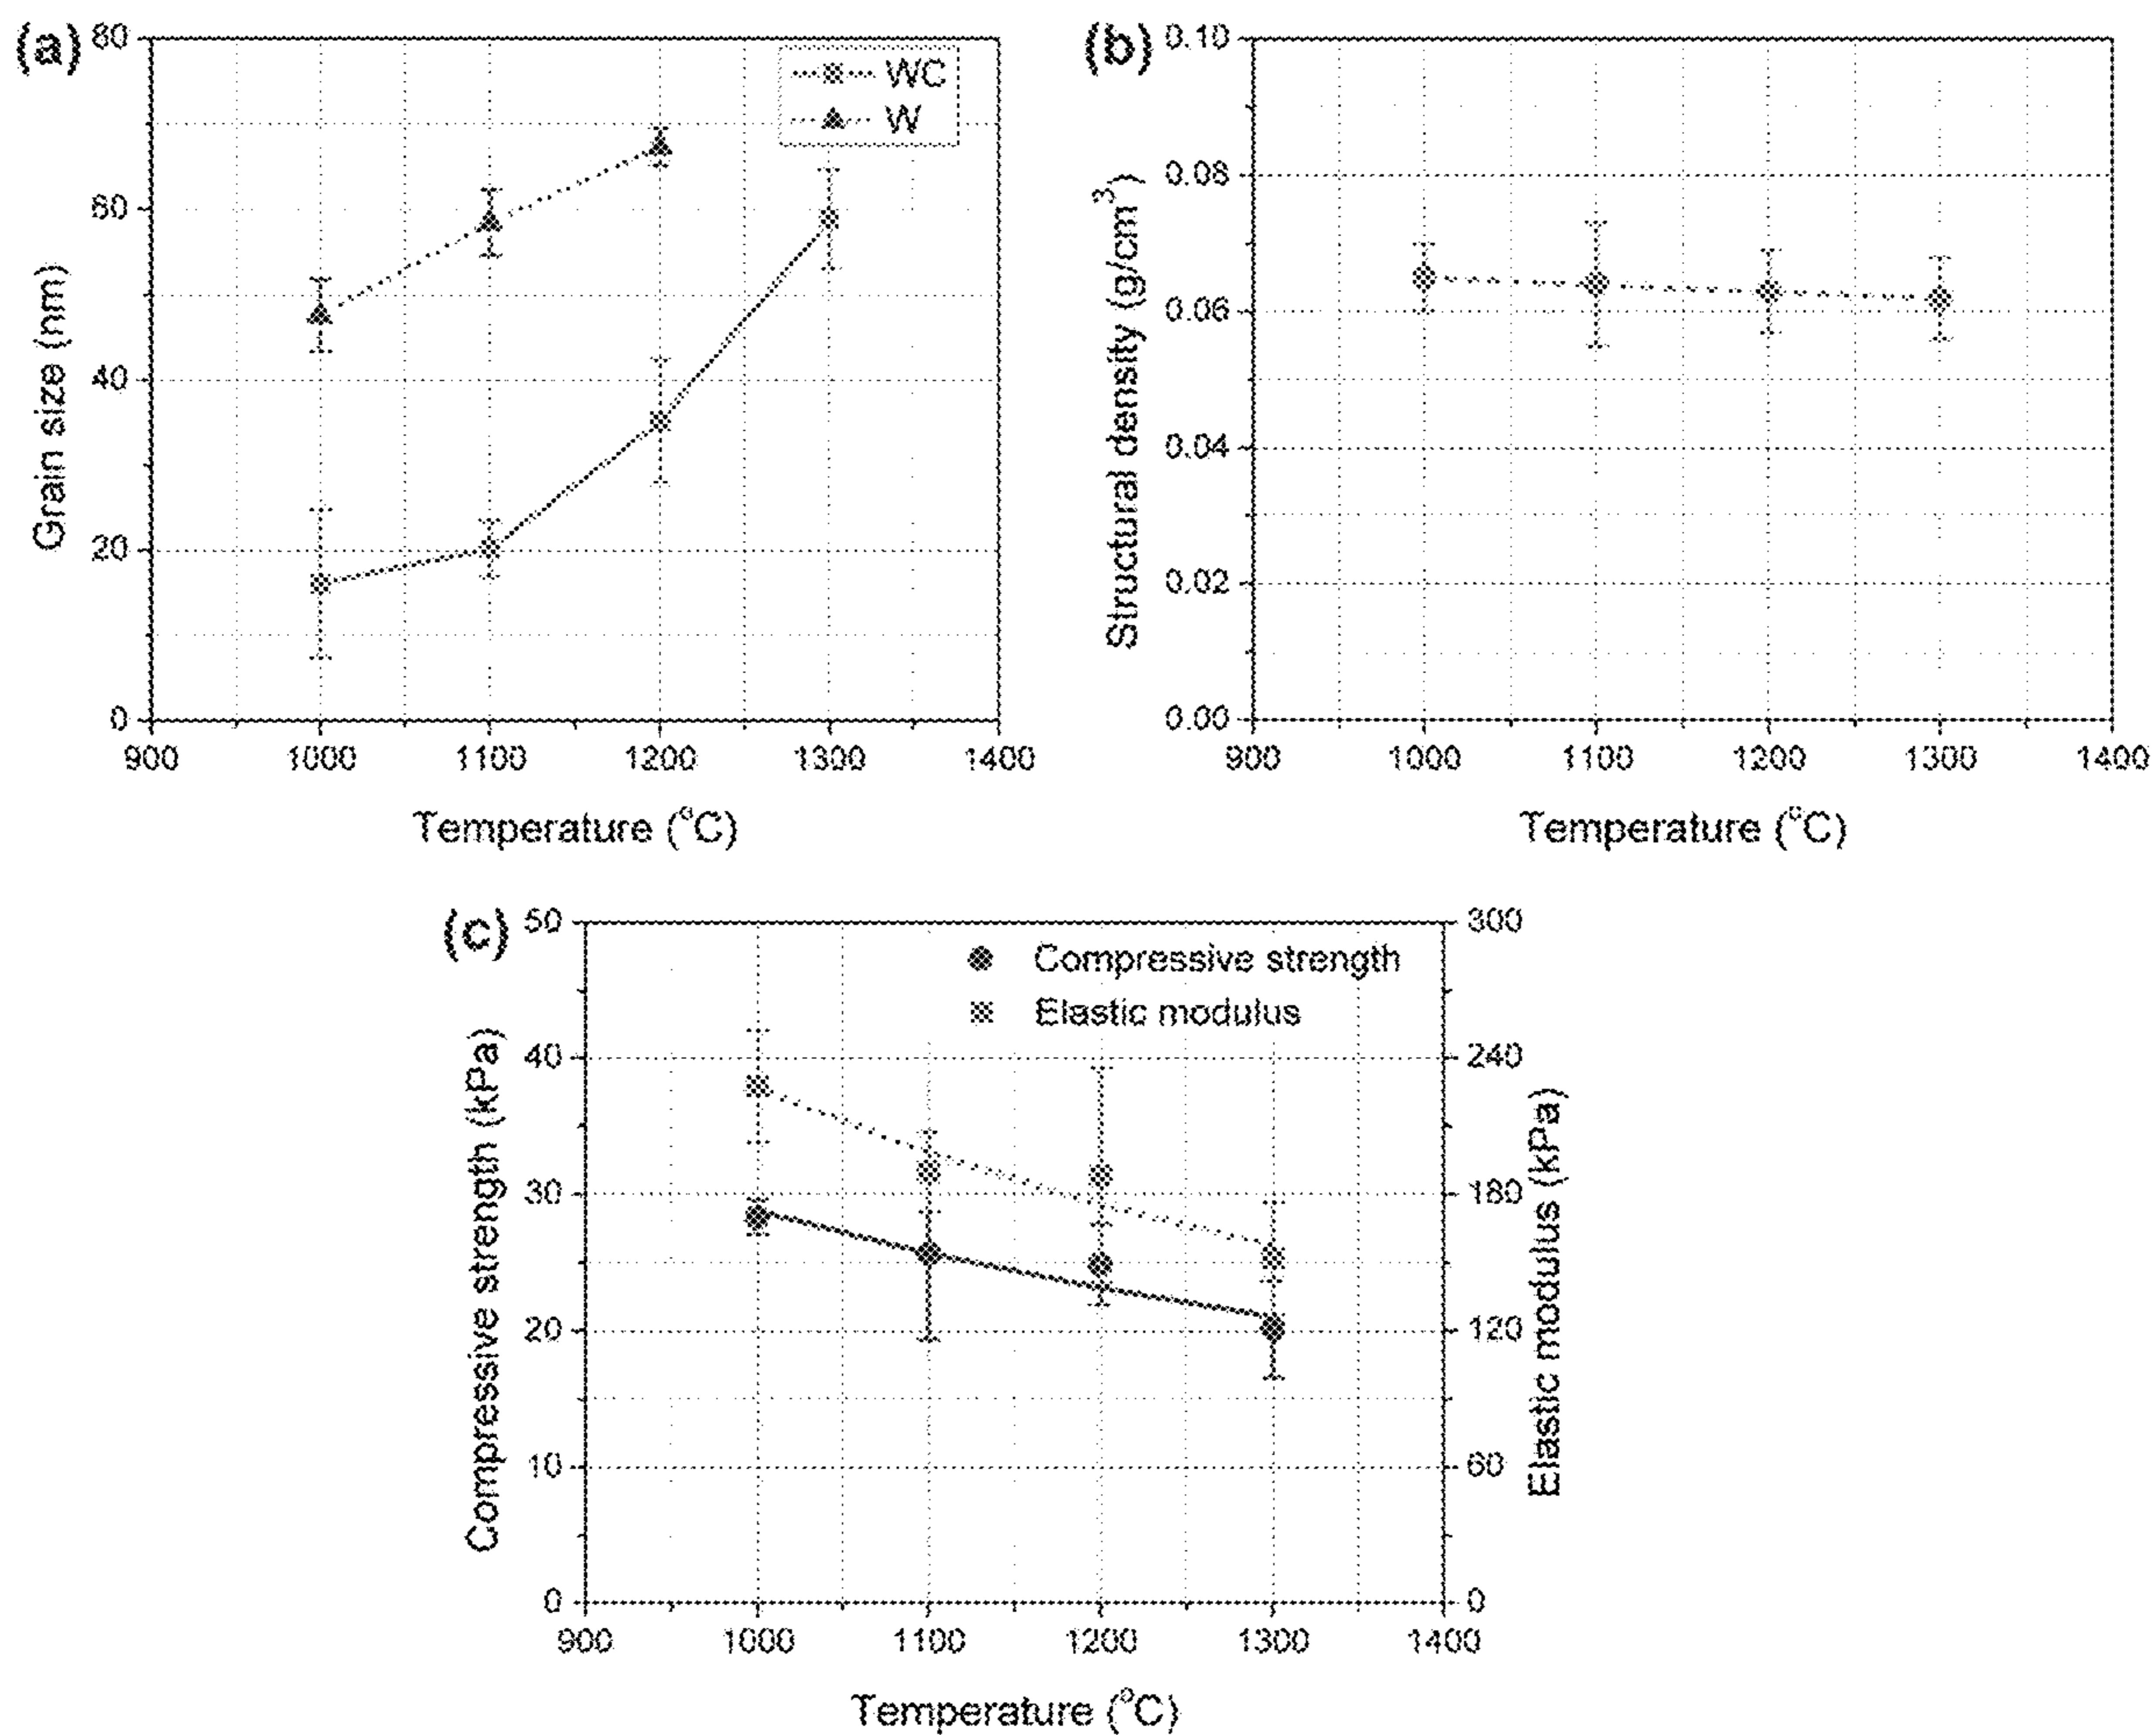 (a)
80
60
40
20
0
Grain size (nm)
WC
W
900 1000 1100 1200 1300 1400
Temperature (°C)
(b)
0.10
0.08
0.06
0.04
0.02
0.00
Structural density (g/cm³)
900 1000 1100 1200 1300 1400
Temperature (°C)
(c)
50
40
30
20
10
0
Compressive strength (kPa)
Compressive strength
Elastic modulus
300
240
180
120
60
0
Elastic modulus (kPa)
900 1000 1100 1200 1300 1400
Temperature (°C)